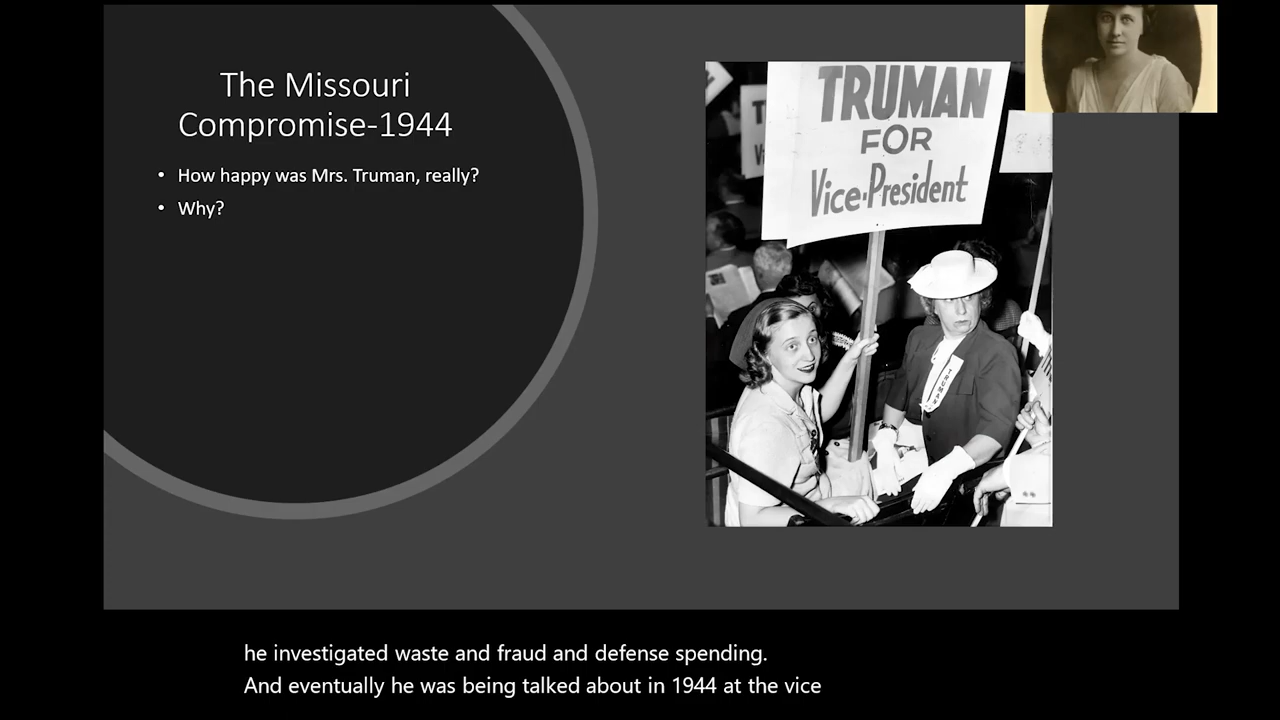 The Missouri
Compromise-1944
• How happy was Mrs. Truman, really?
• Why?
TRUMAN
FOR
Vice-President
TRUMAN
he investigated waste and fraud and defense spending.
And eventually he was being talked about in 1944 at the vice